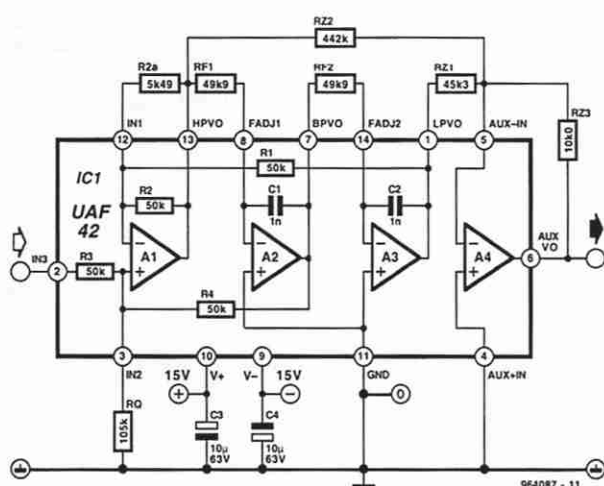 RZ2
442k
R2a
5k49
RF1
49k9
RF2
49k9
RZ1
45k3
RZ3
10k0
IN1
HPVO
FADJ1
BPVO
FADJ2
LPVO
AUX-IN
12
13
8
7
14
1
5
IC1
UAF
42
R1
50k
R2
50k
C1
1n
C2
1n
A1
A2
A3
A4
IN3
2
R3
50k
R4
50k
6
AUX
VO
3
10
9
11
4
IN2
V+
V-
GND
AUX+IN
15V
15V
0
RQ
105k
C3
10µ
63V
C4
10µ
63V
964087 - 11